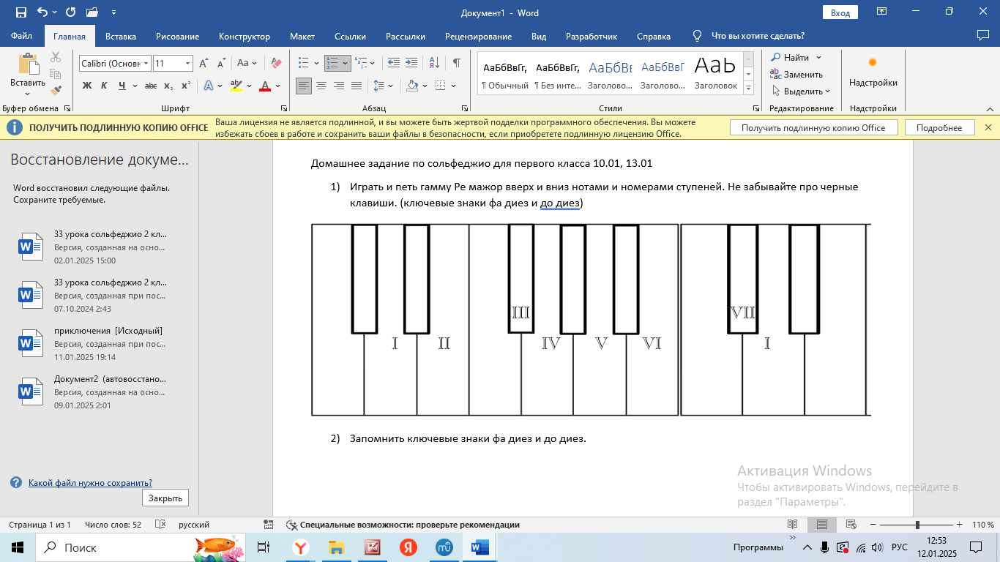 Документ1 - Word
Вход
Файл Главная Вставка Рисование Конструктор Макет Ссылки Рассылки Рецензирование Вид Разработчик Справка Что вы хотите сделать?
Вставить
Calibri (Основн 11
Aa
Ж К Ч abc x₂ x² A A
АаБбВвГг, АаБбВвГг, АаБбВı АаБбВвГ АаЬ
¶ Обычный ¶ Без инте... Заголово... Заголово... Заголовок
Найти
Заменить
Выделить
Настройки
Буфер обмена Шрифт Абзац Стили Редактирование Настройки
ПОЛУЧИТЬ ПОДЛИННУЮ КОПИЮ OFFICE
Ваша лицензия не является подлинной, и вы можете быть жертвой подделки программного обеспечения. Вы можете
избежать сбоев в работе и сохранить ваши файлы в безопасности, если приобретете подлинную лицензию Office.
Получить подлинную копию Office
Подробнее
Восстановление докуме...
Word восстановил следующие файлы.
Сохраните требуемые.
33 урока сольфеджио 2 кл...
Версия, созданная на осно...
02.01.2025 15:00
33 урока сольфеджио 2 кл...
Версия, созданная при пос...
07.10.2024 2:43
приключения [Исходный]
Версия, созданная при пос...
11.01.2025 19:14
Документ2 (автовосстано...
Версия, созданная на осно...
09.01.2025 2:01
Какой файл нужно сохранить?
Закрыть
Домашнее задание по сольфеджио для первого класса 10.01, 13.01
1) Играть и петь гамму Ре мажор вверх и вниз нотами и номерами ступеней. Не забывайте про черные
клавиши. (ключевые знаки фа диез и до диез)
III VII
I II IV V VI I
2) Запомнить ключевые знаки фа диез и до диез.
Активация Windows
Чтобы активировать Windows, перейдите в
раздел "Параметры".
Страница 1 из 1 Число слов: 52 русский Специальные возможности: проверьте рекомендации 110 %
Поиск
Программы
РУС
12:53
12.01.2025